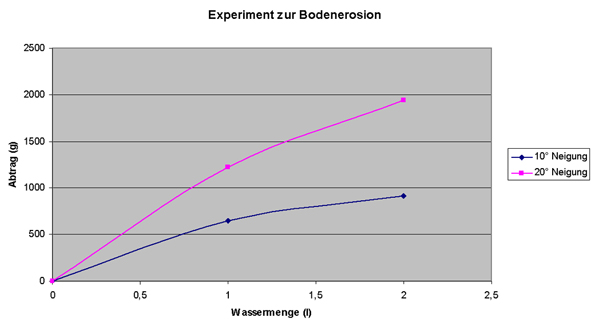 Experiment zur Bodenerosion
2500
2000
1500
1000
500
0
Abtrag (g)
0 0,5 1 1,5 2 2,5
Wassermenge (l)
10° Neigung
20° Neigung